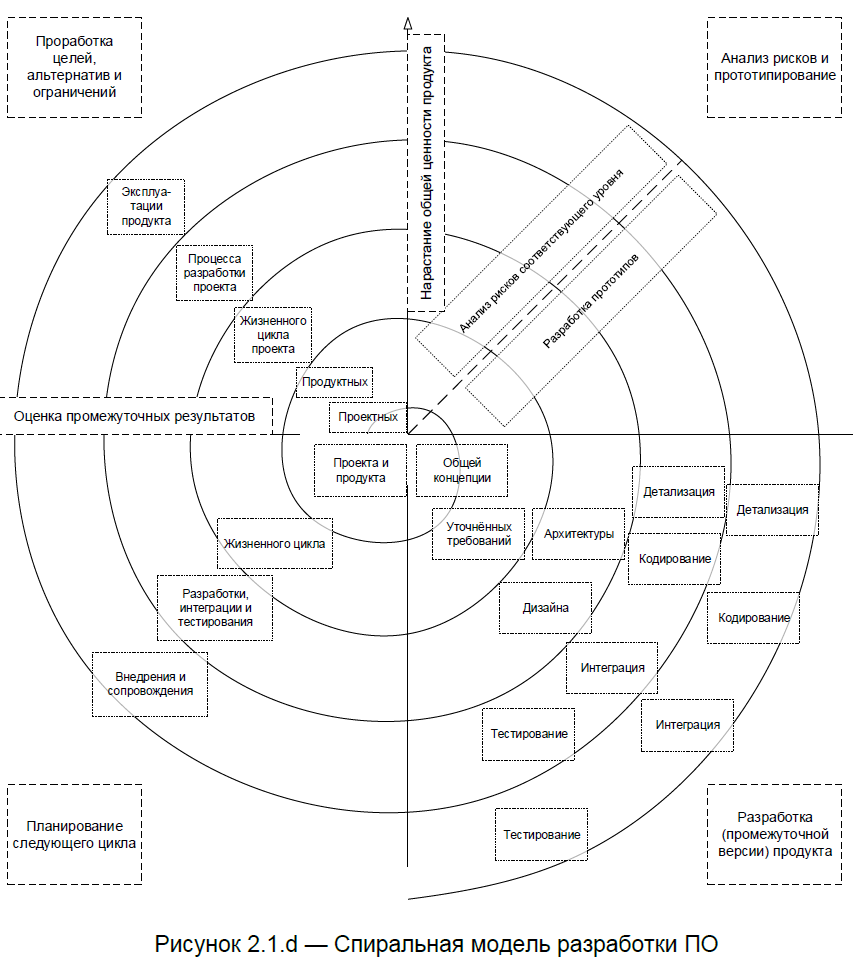 Проработка
целей,
альтернатив и
ограничений
Нарастание общей ценности продукта
Анализ рисков и
прототипирование
Анализ рисков соответствующего уровня
Разработка прототипов
Эксплуа-
тации
продукта
Процесса
разработки
проекта
Жизненного
цикла
проекта
Продуктных
Проектных
Оценка промежуточных результатов
Проекта и
продукта
Общей
концепции
Уточнённых
требований
Архитектуры
Детализация
Детализация
Жизненного цикла
Кодирование
Разработки,
интеграции и
тестирования
Дизайна
Кодирование
Внедрения и
сопровождения
Интеграция
Интеграция
Тестирование
Тестирование
Планирование
следующего цикла
Разработка
(промежуточной
версии) продукта
Рисунок 2.1.d — Спиральная модель разработки ПО